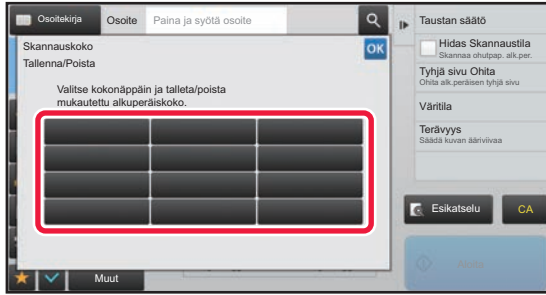 Osoitekirja
Osoite
Paina ja syötä osoite
Skannauskoko
Tallenna/Poista
OK
Valitse kokonäppäin ja talleta/poista
mukautettu alkuperäiskoko.
Muut
Taustan säätö
Hidas Skannaustila
Skannaa ohutpap. alk.per.
Tyhjä sivu Ohita
Ohita alk.peräisen tyhjä sivu
Väritila
Terävyys
Säädä kuvan ääriviivaa
Esikatselu
CA